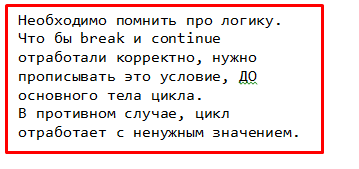 Необходимо помнить про логику.
Что бы break и continue
отработали корректно, нужно
прописывать это условие, ДО
основного тела цикла.
В противном случае, цикл
отработает с ненужным значением.